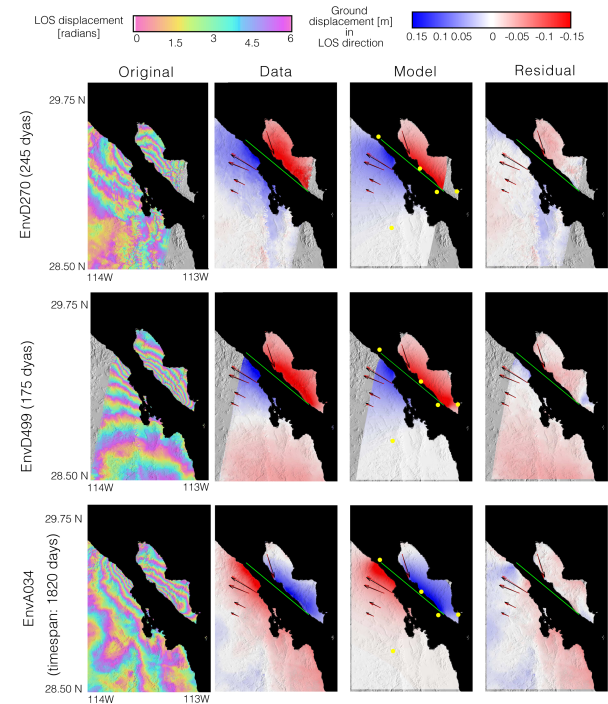 LOS displacement
[radians]
0 1.5 3 4.5 6
Ground
displacement [m]
in
LOS direction
0.15 0.1 0.05 0 -0.05 -0.1 -0.15
Original Data Model Residual
EnvD270 (245 dyas)
29.75 N
28.50 N
114W 113W
EnvD499 (175 dyas)
29.75 N
28.50 N
114W 113W
EnvA034
(timespan: 1820 days)
29.75 N
28.50 N
114W 113W